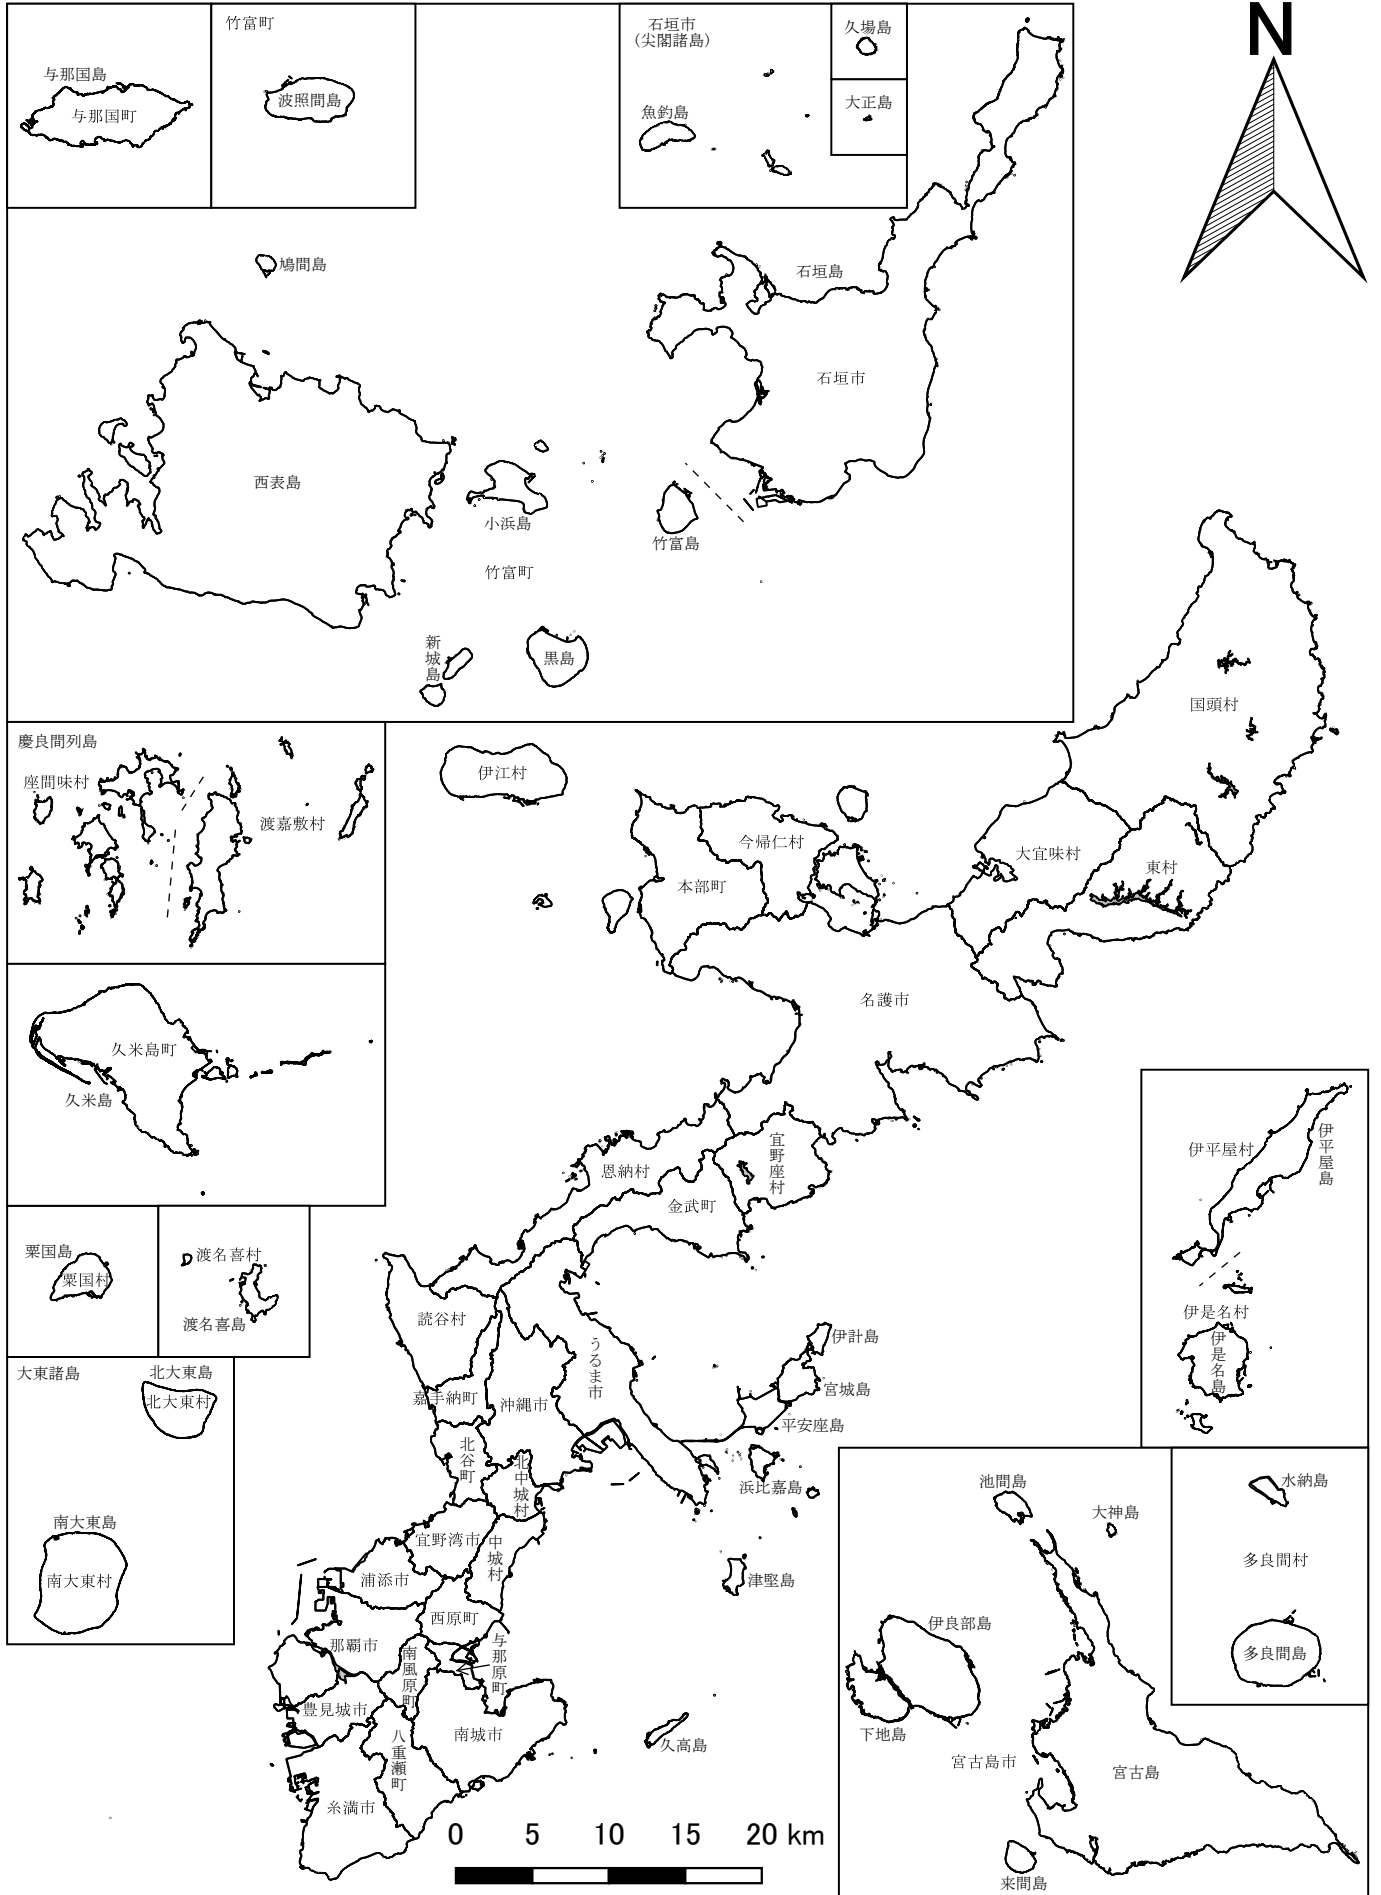 竹富町
石垣市
(尖閣諸島)
久場島
N
与那国島
与那国町
波照間島
魚釣島
大正島
鳩間島
石垣島
石垣市
西表島
小浜島
竹富島
竹富町
新城島
黒島
国頭村
慶良間列島
座間味村
渡嘉敷村
伊江村
今帰仁村
本部町
大宜味村
東村
名護市
久米島町
久米島
恩納村
宜野座村
金武町
伊平屋村
伊平屋島
粟国島
粟国村
渡名喜村
渡名喜島
伊是名村
伊是名島
読谷村
うるま市
伊計島
宮城島
平安座島
浜比嘉島
大東諸島
北大東島
北大東村
嘉手納町
沖縄市
北谷町
北中城村
南大東島
南大東村
宜野湾市
中城村
浦添市
津堅島
西原町
那覇市
南風原町
与那原町
豊見城市
八重瀬町
南城市
久高島
糸満市
池間島
大神島
水納島
多良間村
伊良部島
多良間島
下地島
宮古島市
宮古島
来間島
0 5 10 15 20 km